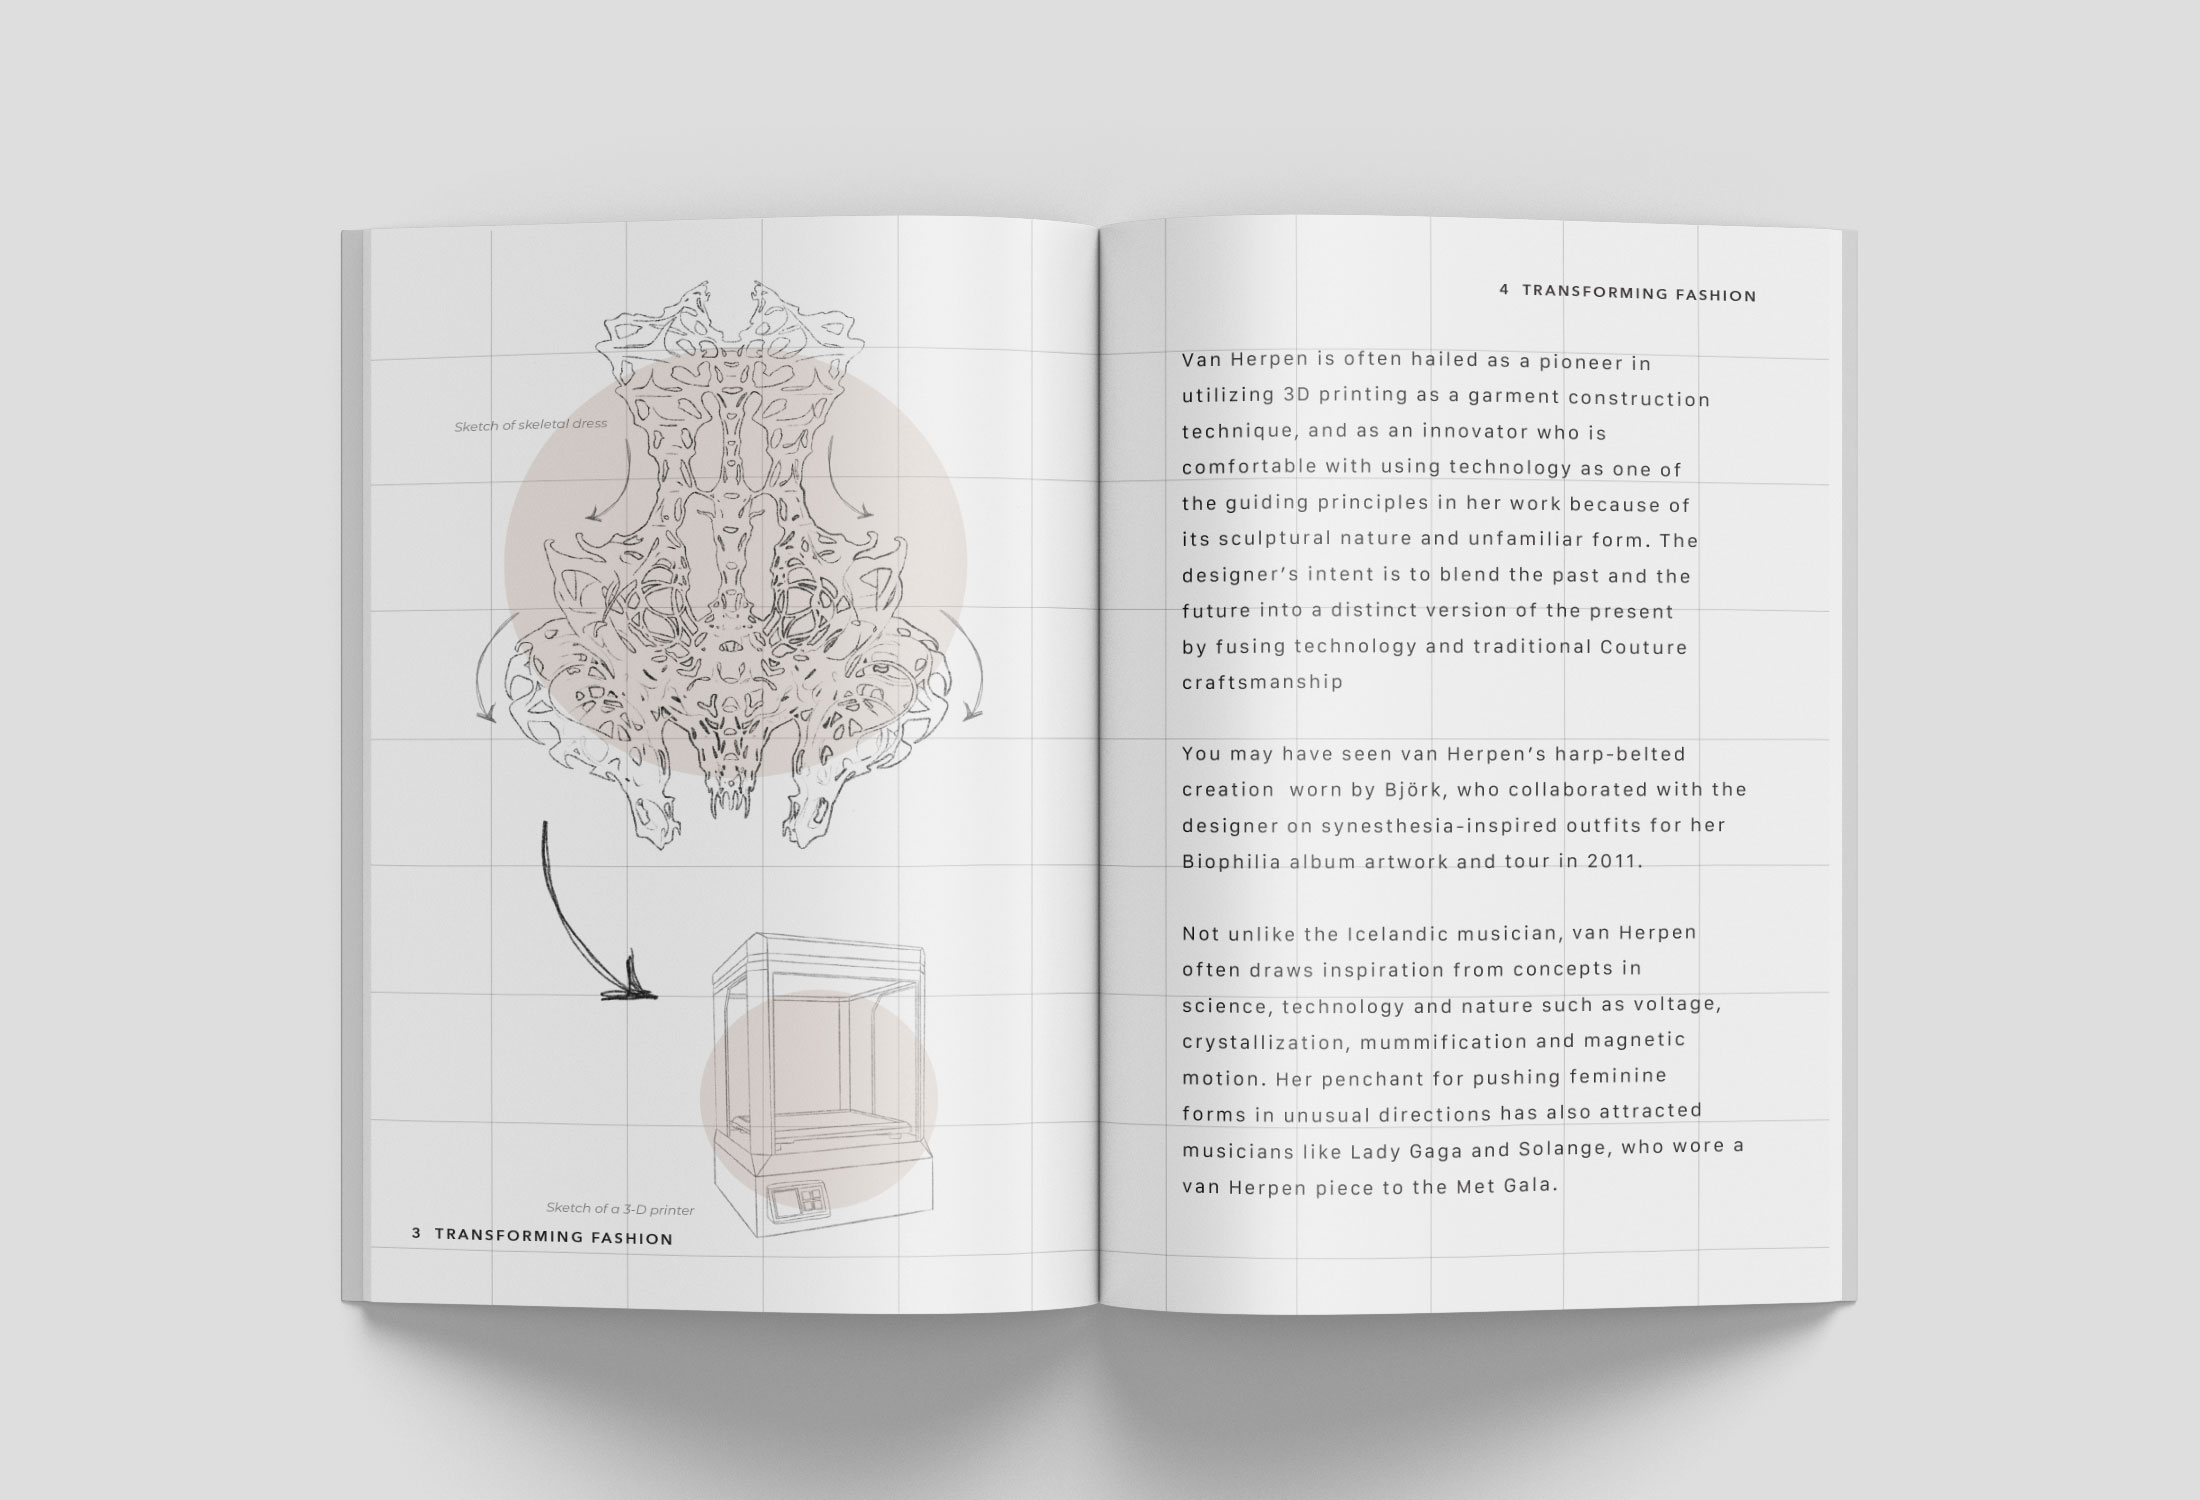 Sketch of skeletal dress
Sketch of a 3-D printer
3 TRANSFORMING FASHION
4 TRANSFORMING FASHION
Van Herpen is often hailed as a pioneer in
utilizing 3D printing as a garment construction
technique, and as an innovator who is
comfortable with using technology as one of
the guiding principles in her work because of
its sculptural nature and unfamiliar form. The
designer’s intent is to blend the past and the
future into a distinct version of the present
by fusing technology and traditional Couture
craftsmanship
You may have seen van Herpen’s harp-belted
creation  worn by Björk, who collaborated with the
designer on synesthesia-inspired outfits for her
Biophilia album artwork and tour in 2011.
Not unlike the Icelandic musician, van Herpen
often draws inspiration from concepts in
science, technology and nature such as voltage,
crystallization, mummification and magnetic
motion. Her penchant for pushing feminine
forms in unusual directions has also attracted
musicians like Lady Gaga and Solange, who wore a
van Herpen piece to the Met Gala.